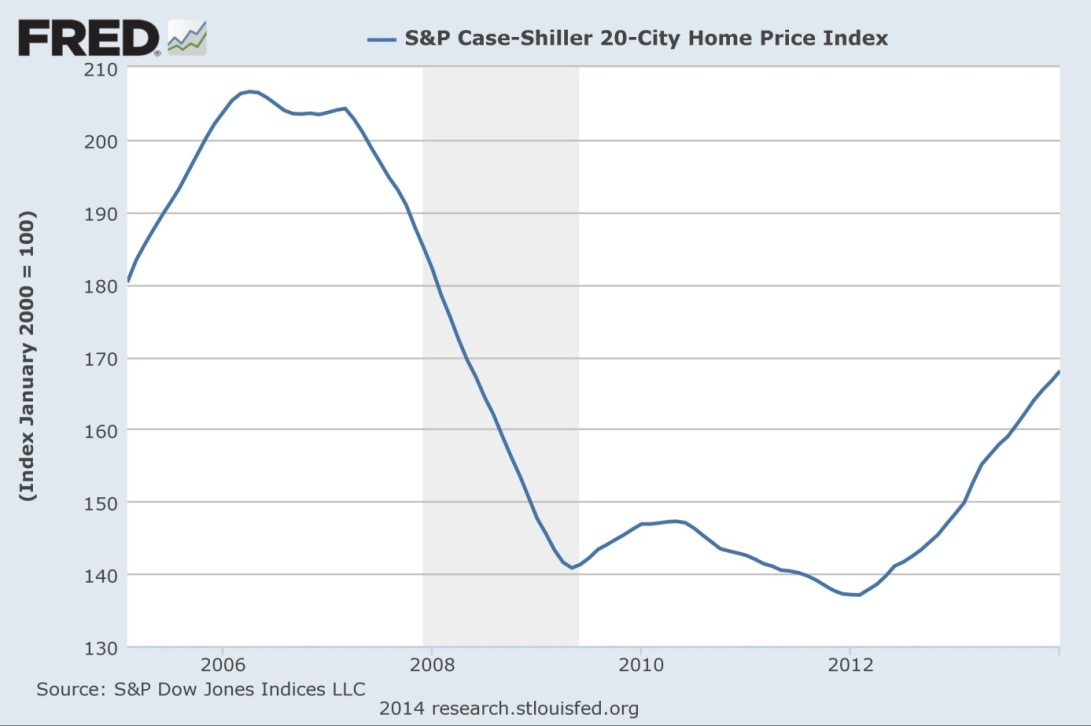 FRED
S&P Case-Shiller 20-City Home Price Index
(Index January 2000 = 100)
210
200
190
180
170
160
150
140
130
2006 2008 2010 2012
Source: S&P Dow Jones Indices LLC
2014 research.stlouisfed.org